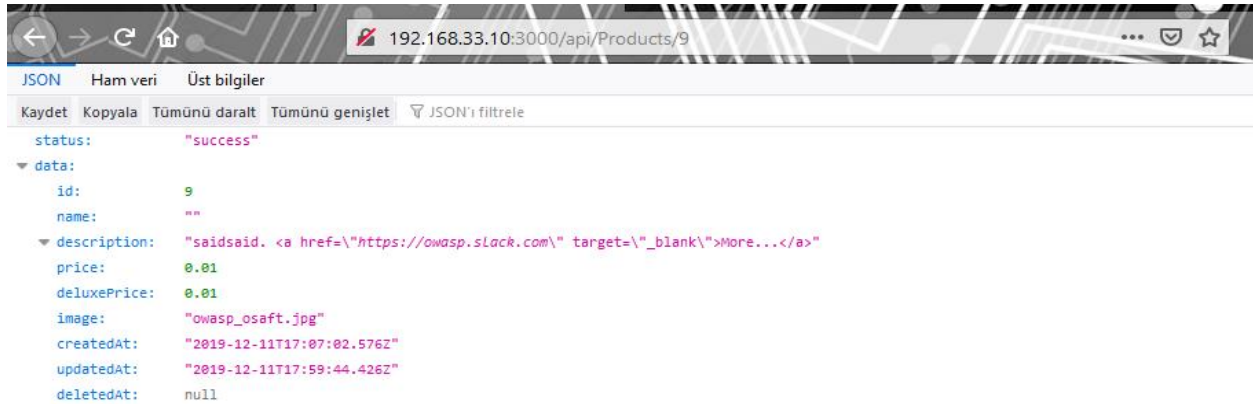 192.168.33.10:3000/api/Products/9
JSON Ham veri Üst bilgiler
Kaydet Kopyala Tümünü daralt Tümünü genişlet JSON'ı filtrele
status: "success"
data:
id: 9
name: ""
description: "saidsaid. <a href=\"https://owasp.slack.com\" target=\"_blank\">More...</a>"
price: 0.01
deluxePrice: 0.01
image: "owasp_osaft.jpg"
createdAt: "2019-12-11T17:07:02.576Z"
updatedAt: "2019-12-11T17:59:44.426Z"
deletedAt: null